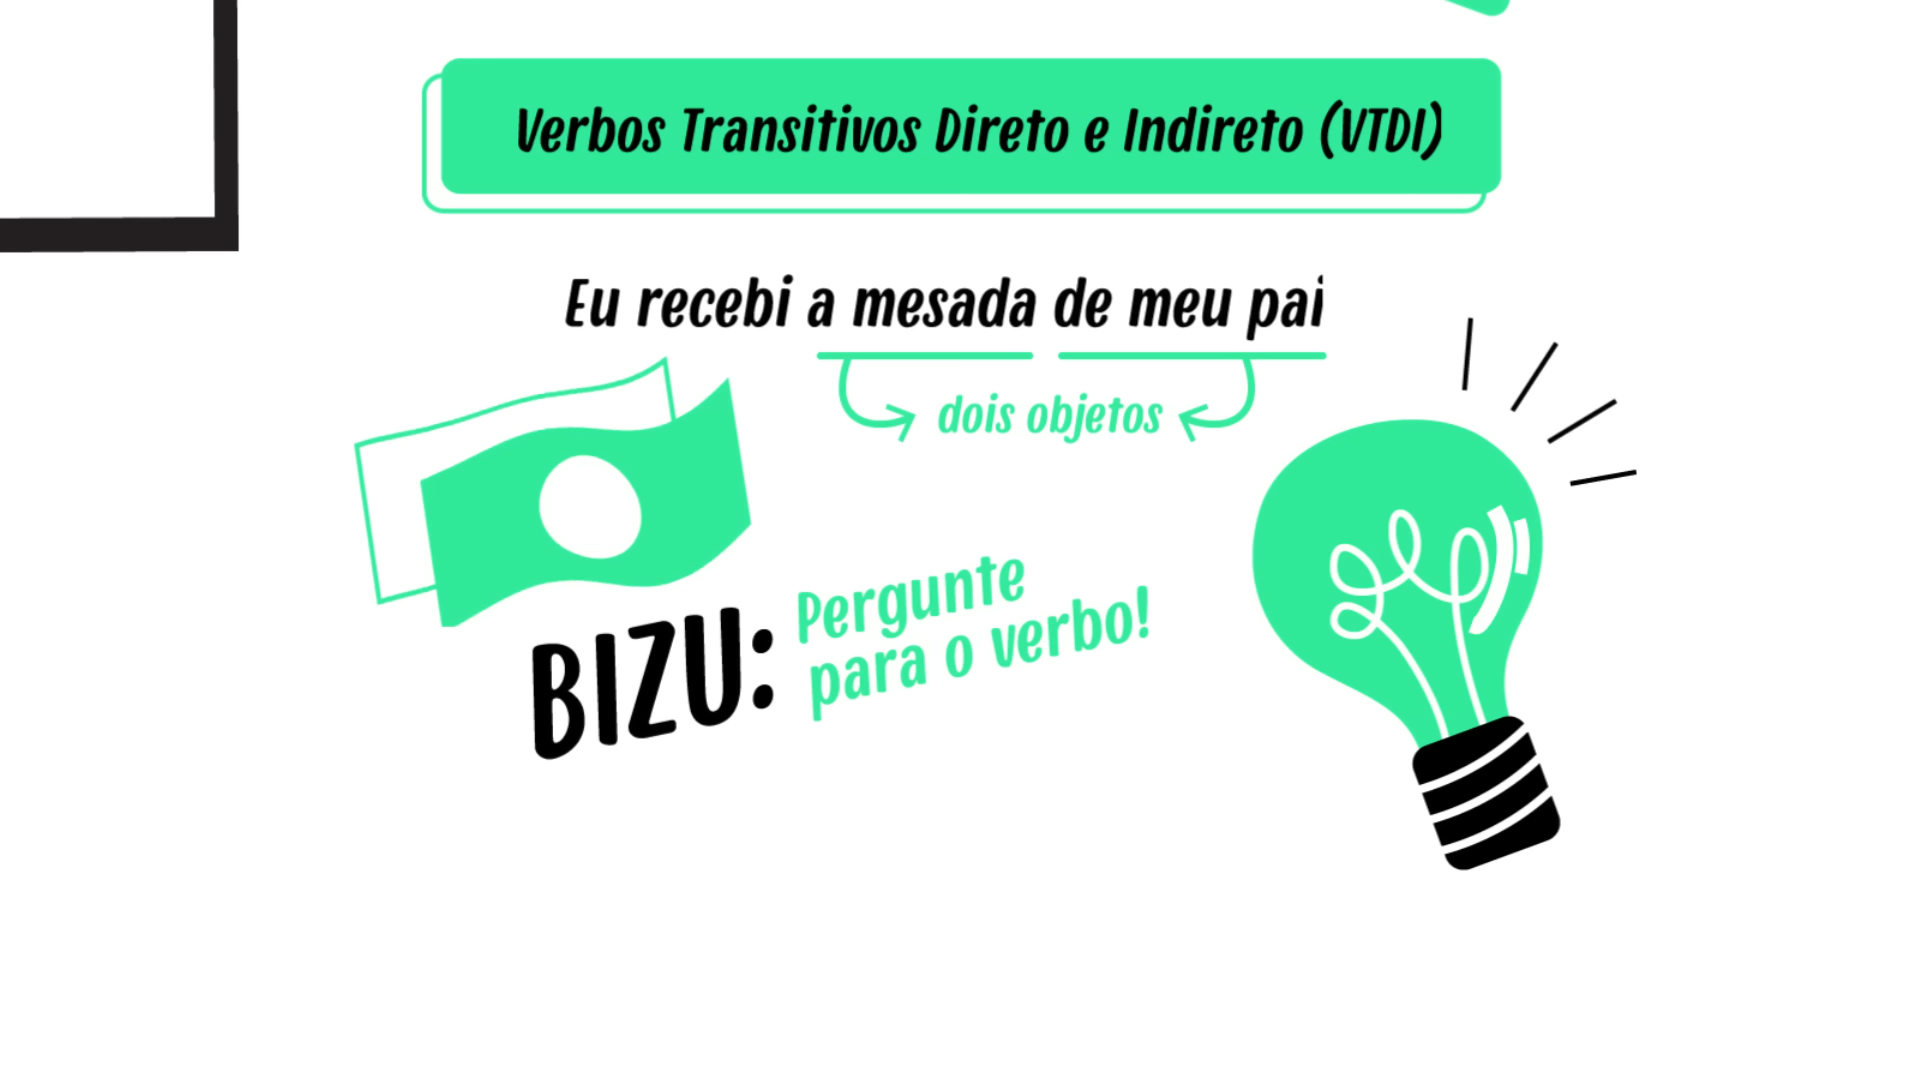 Verbos Transitivos Direto e Indireto (VTDI)
Eu recebi a mesada de meu pai
dois objetos
BIZU: Pergunte
para o verbo!